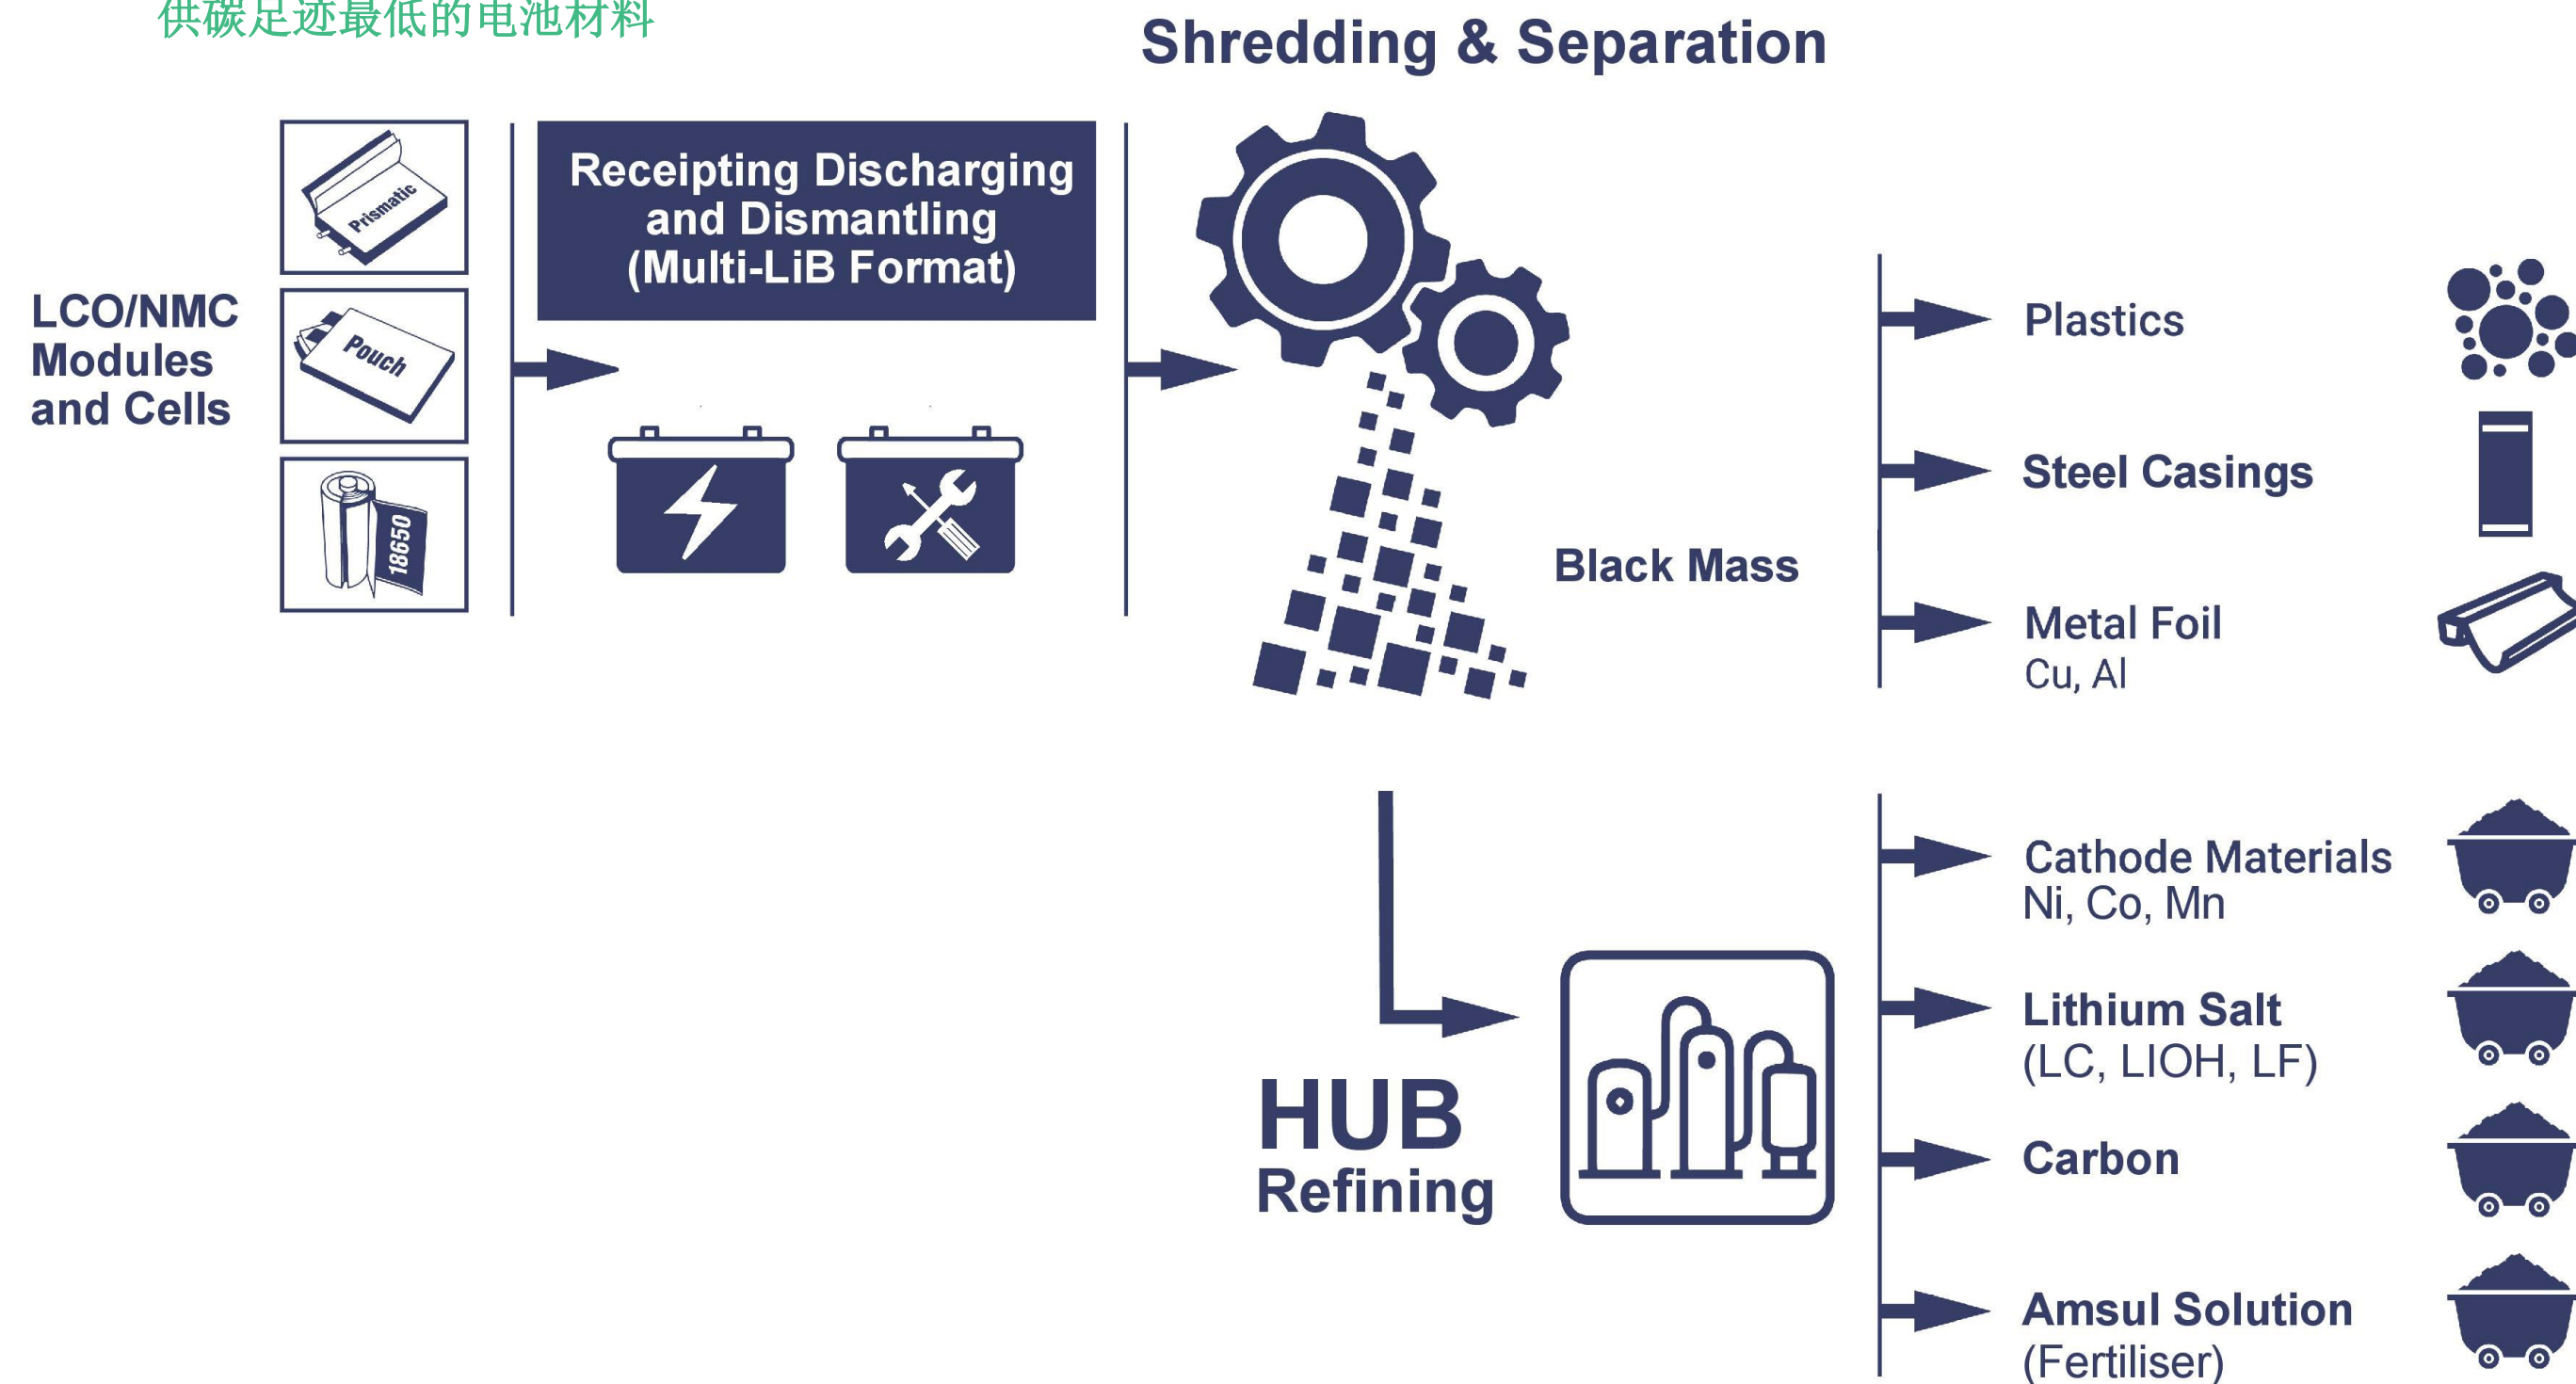 供碳足迹最低的电池材料
Shredding & Separation
LCO/NMC
Modules
and Cells
Prismatic
Pouch
18650
Receipting Discharging
and Dismantling
(Multi-LiB Format)
Black Mass
Plastics
Steel Casings
Metal Foil
Cu, Al
HUB
Refining
Cathode Materials
Ni, Co, Mn
Lithium Salt
(LC, LIOH, LF)
Carbon
Amsul Solution
(Fertiliser)